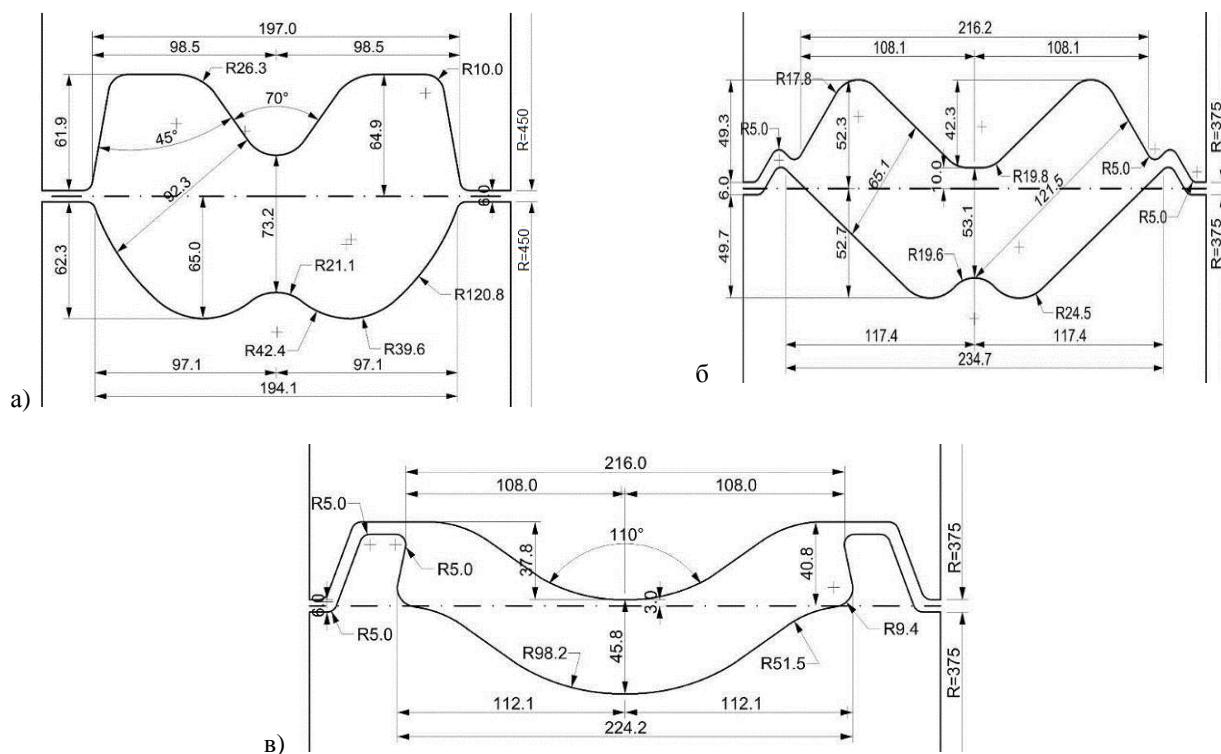 197.0
98.5 98.5
R26.3
R10.0
70°
45°
61.9
64.9
92.3
73.2
6.0
R=450
R=450
62.3
65.0
R21.1
R120.8
R42.4
R39.6
97.1 97.1
194.1
а)
216.2
108.1 108.1
R17.8
R5.0
49.3
52.3
42.3
65.1
10.0
R19.8
121.5
R5.0
R5.0
6.0
R=375
R=375
49.7
52.7
53.1
R19.6
R24.5
117.4 117.4
234.7
б
216.0
108.0 108.0
R5.0
110°
37.8
40.8
R5.0
3.0
6.0
R5.0
R9.4
R=375
R=375
R98.2
45.8
R51.5
112.1 112.1
224.2
в)